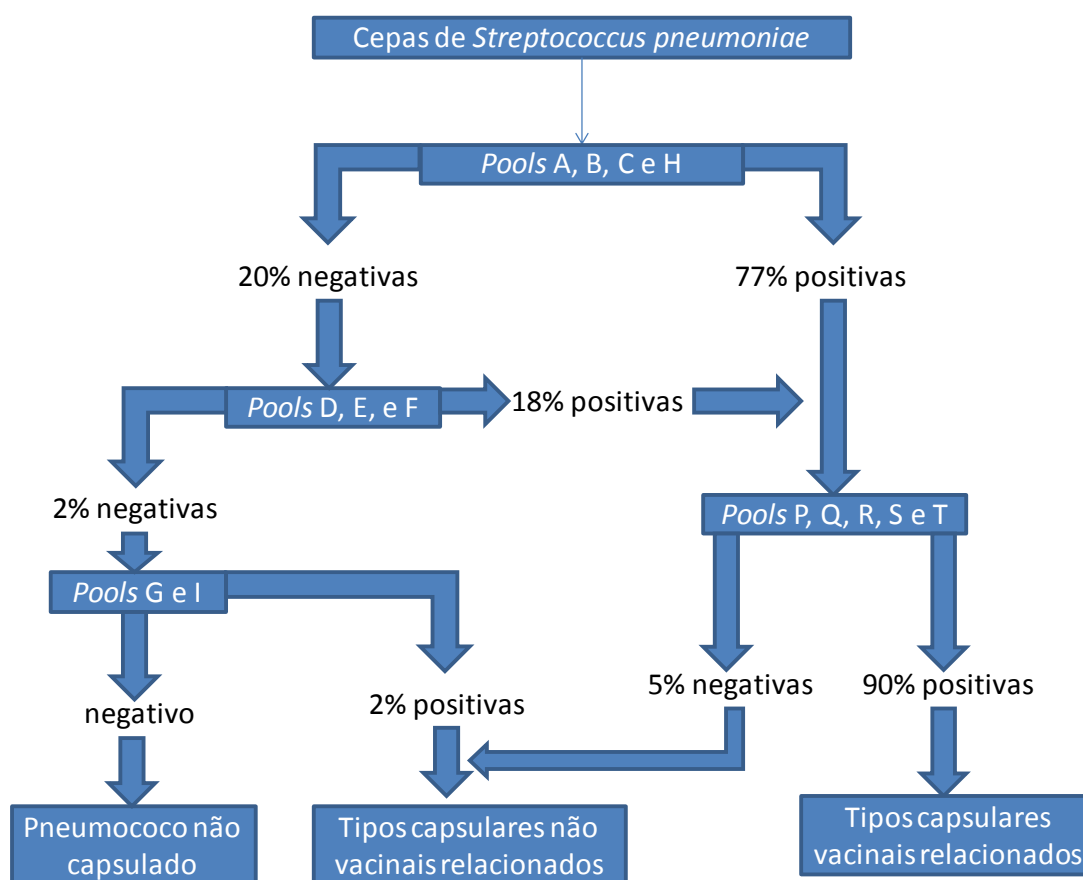 Cepas de Streptococcus pneumoniae
Pools A, B, C e H
20% negativas
77% positivas
Pools D, E, e F
18% positivas
2% negativas
Pools P, Q, R, S e T
Pools G e I
negativo
2% positivas
5% negativas
90% positivas
Pneumococo não
capsulado
Tipos capsulares não
vacinais relacionados
Tipos capsulares
vacinais relacionados